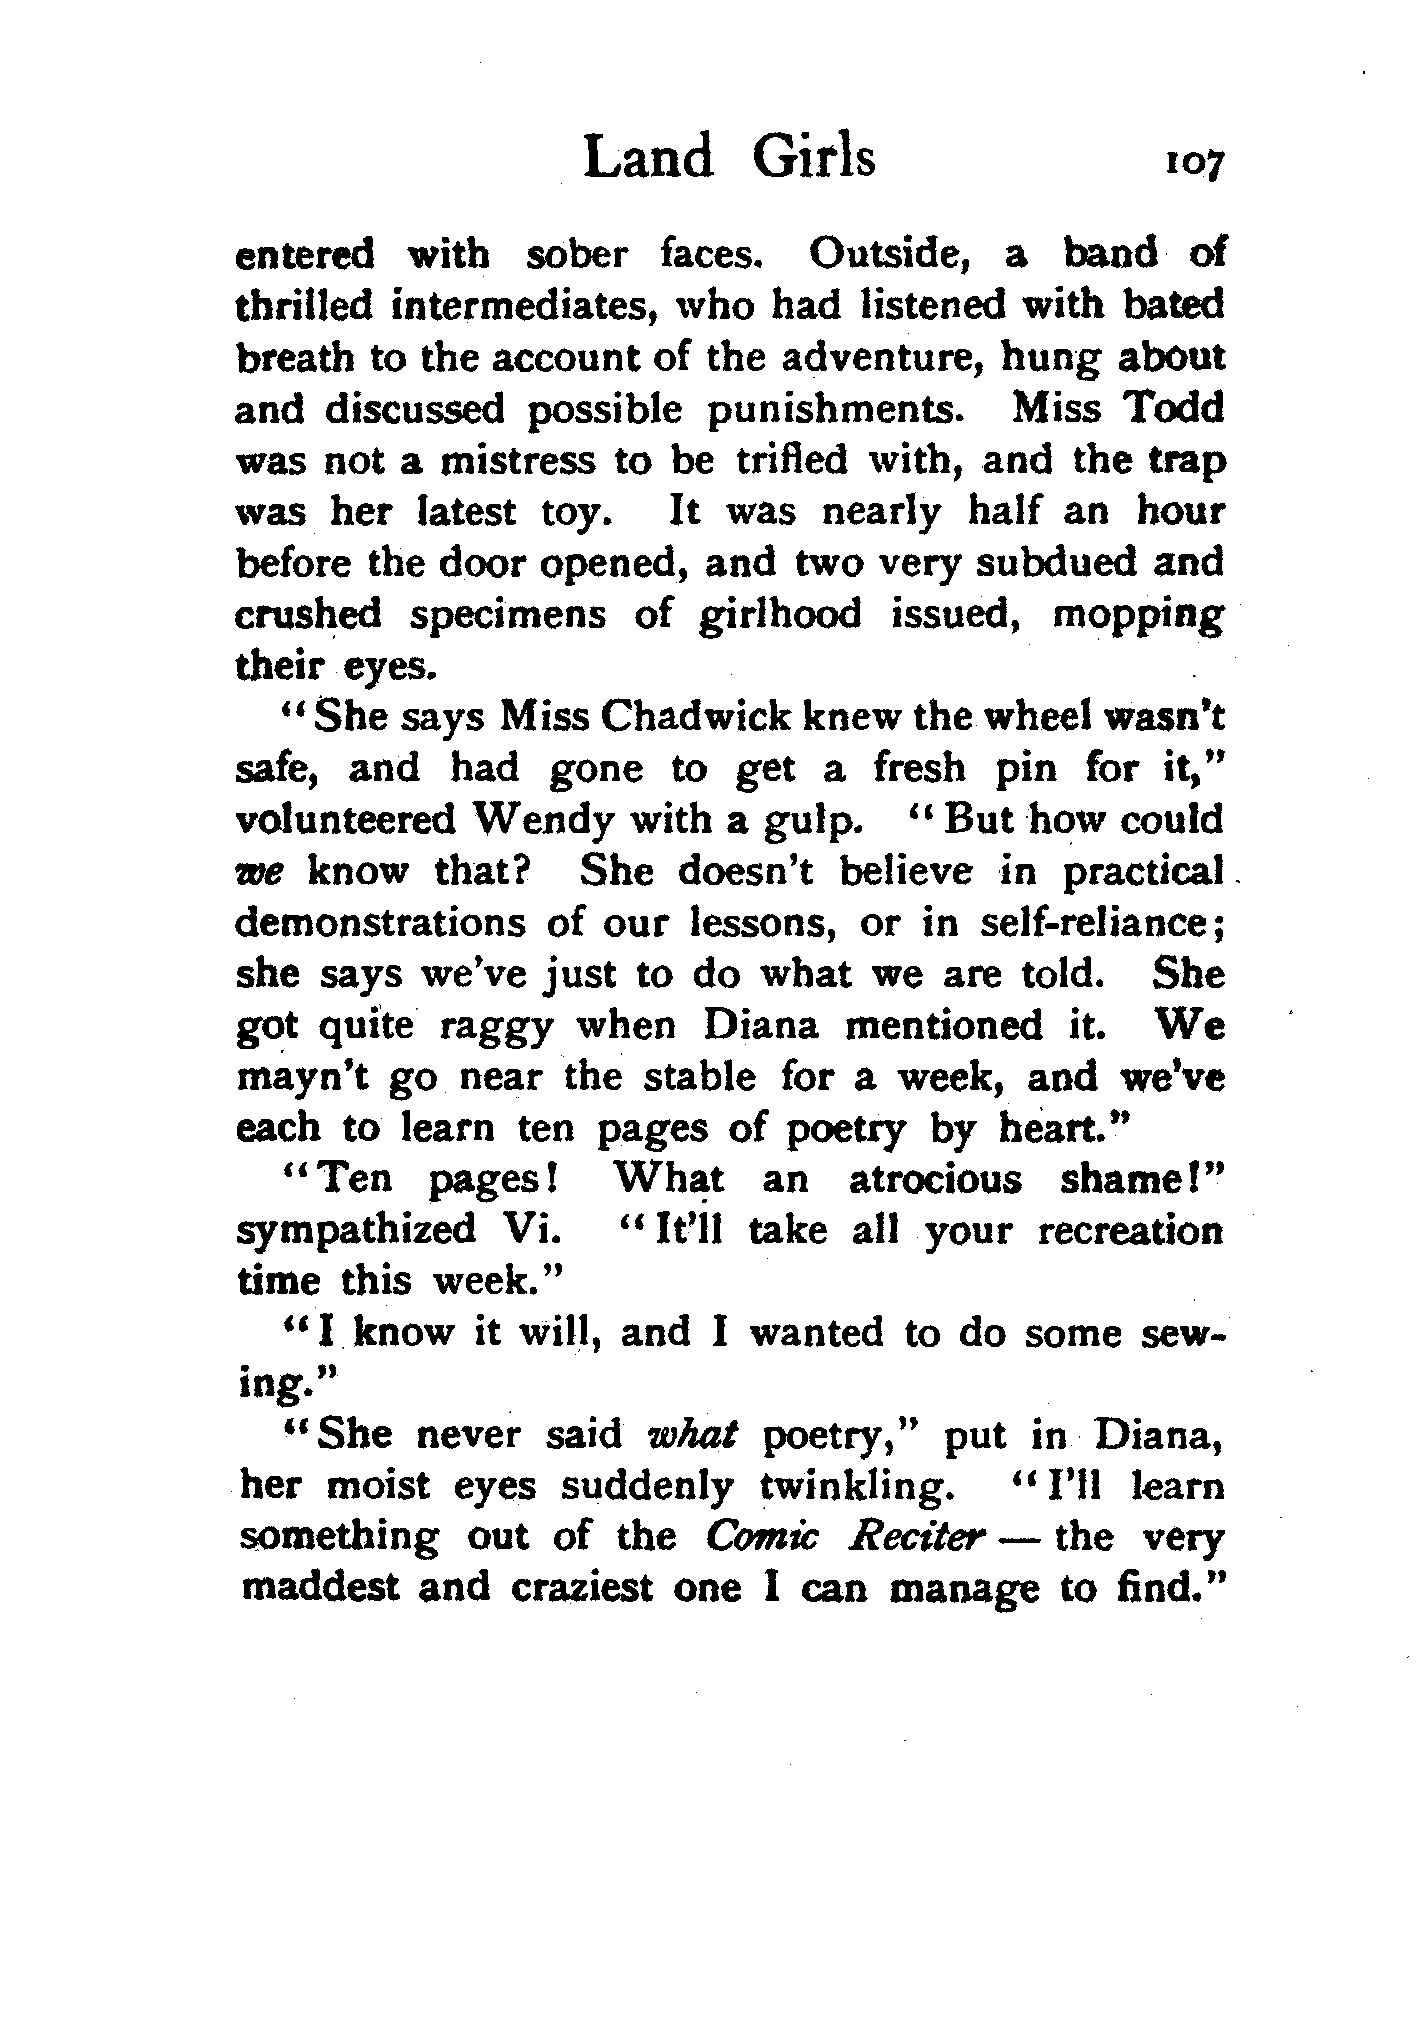 Land Girls 107
entered with sober faces. Outside, a band of
thrilled intermediates, who had listened with bated
breath to the account of the adventure, hung about
and discussed possible punishments. Miss Todd
was not a mistress to be trifled with, and the trap
was her latest toy. It was nearly half an hour
before the door opened, and two very subdued and
crushed specimens of girlhood issued, mopping
their eyes.
"She says Miss Chadwick knew the wheel wasn't
safe, and had gone to get a fresh pin for it,"
volunteered Wendy with a gulp. "But how could
we know that? She doesn't believe in practical
demonstrations of our lessons, or in self-reliance;
she says we've just to do what we are told. She
got quite raggy when Diana mentioned it. We
mayn't go near the stable for a week, and we've
each to learn ten pages of poetry by heart."
"Ten pages! What an atrocious shame!"
sympathized Vi. "It'll take all your recreation
time this week."
"I know it will, and I wanted to do some sew-
ing."
"She never said what poetry," put in Diana,
her moist eyes suddenly twinkling. "I'll learn
something out of the Comic Reciter — the very
maddest and craziest one I can manage to find."